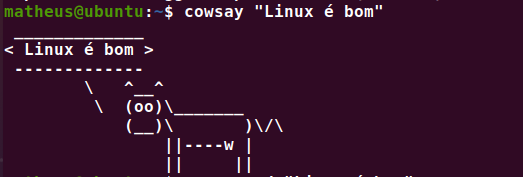 matheus@ubuntu:~$ cowsay "Linux é bom"
 _____________
< Linux é bom >
 -------------
        \   ^__^
         \  (oo)\_______
            (__)\       )\/\
                ||----w |
                ||     ||